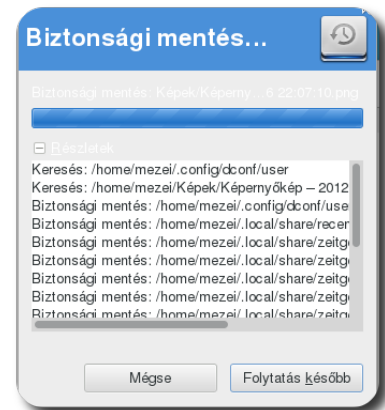 Biztonsági mentés...
Biztonsági mentés: Képek/Képerny...6 22:07:10.png
Részletek
Keresés: /home/mezei/.config/dconf/user
Keresés: /home/mezei/Képek/Képernyőkép – 2012
Biztonsági mentés: /home/mezei/.config/dconf/use
Biztonsági mentés: /home/mezei/.local/share/recen
Biztonsági mentés: /home/mezei/.local/share/zeitg
Biztonsági mentés: /home/mezei/.local/share/zeitg
Biztonsági mentés: /home/mezei/.local/share/zeitg
Biztonsági mentés: /home/mezei/.local/share/zeitg
Biztonsági mentés: /home/mezei/.local/share/zeitg
Mégse
Folytatás később